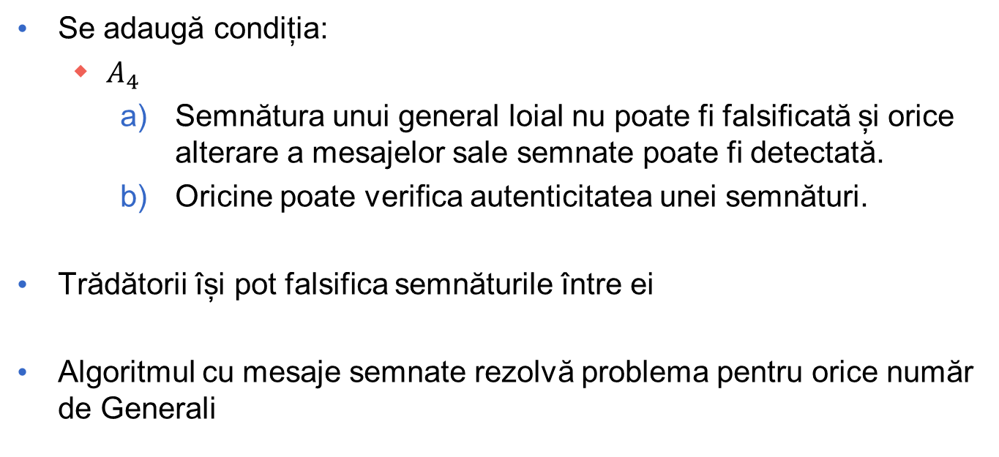 • Se adaugă condiția:
◆ A₄
a) Semnătura unui general loial nu poate fi falsificată și orice
alterare a mesajelor sale semnate poate fi detectată.
b) Oricine poate verifica autenticitatea unei semnături.
• Trădătorii își pot falsifica semnăturile între ei
• Algoritmul cu mesaje semnate rezolvă problema pentru orice număr
de Generali